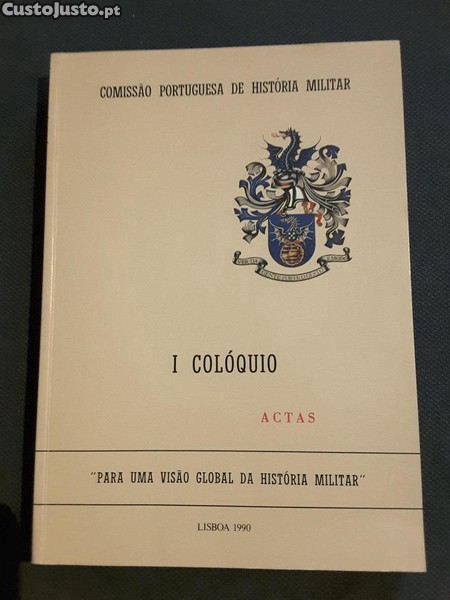 CustoJusto.pt
COMISSÃO PORTUGUESA DE HISTÓRIA MILITAR
I COLÓQUIO
ACTAS
"PARA UMA VISÃO GLOBAL DA HISTÓRIA MILITAR"
LISBOA 1990